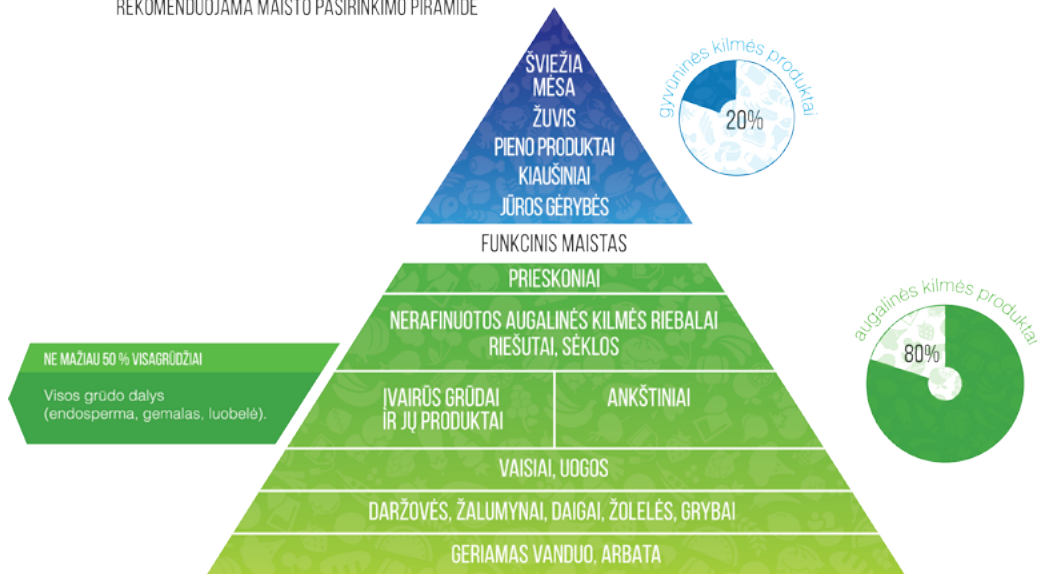 REKOMENDUOJAMA MAISTO PASIRINKIMO PIRAMIDĖ
ŠVIEŽIA
MĖSA
ŽUVIS
PIENO PRODUKTAI
KIAUŠINIAI
JŪROS GĖRYBĖS
gyvūninės kilmės produktai
20%
FUNKCINIS MAISTAS
PRIESKONIAI
NERAFINUOTOS AUGALINĖS KILMĖS RIEBALAI
RIEŠUTAI, SĖKLOS
augalinės kilmės produktai
80%
NE MAŽIAU 50 % VISAGRŪDŽIAI
Visos grūdo dalys
(endosperma, gemalas, luobelė).
ĮVAIRŪS GRŪDAI
IR JŲ PRODUKTAI
ANKŠTINIAI
VAISIAI, UOGOS
DARŽOVĖS, ŽALUMYNAI, DAIGAI, ŽOLELĖS, GRYBAI
GERIAMAS VANDUO, ARBATA